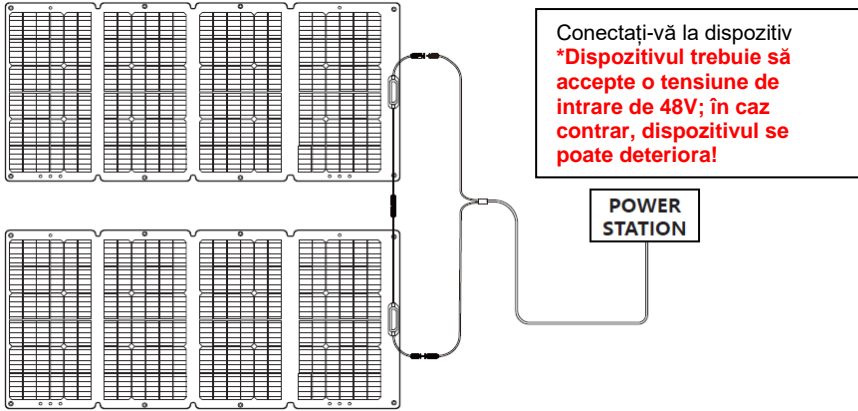 Conectați-vă la dispozitiv
*Dispozitivul trebuie să
accepte o tensiune de
intrare de 48V; în caz
contrar, dispozitivul se
poate deteriora!
POWER
STATION